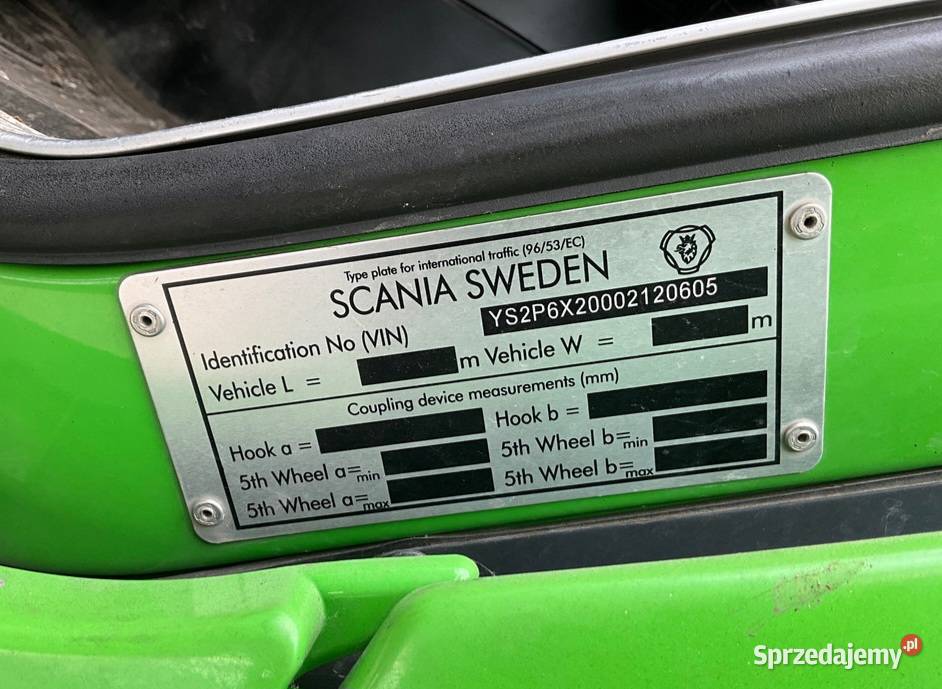 Type plate for international traffic (96/53/EC)
SCANIA SWEDEN
Identification No (VIN) YS2P6X20002120605
Vehicle L = m Vehicle W = m
Coupling device measurements (mm)
Hook a = Hook b =
5th Wheel a=min 5th Wheel b=min
5th Wheel a=max 5th Wheel b=max
Sprzedajemy.pl